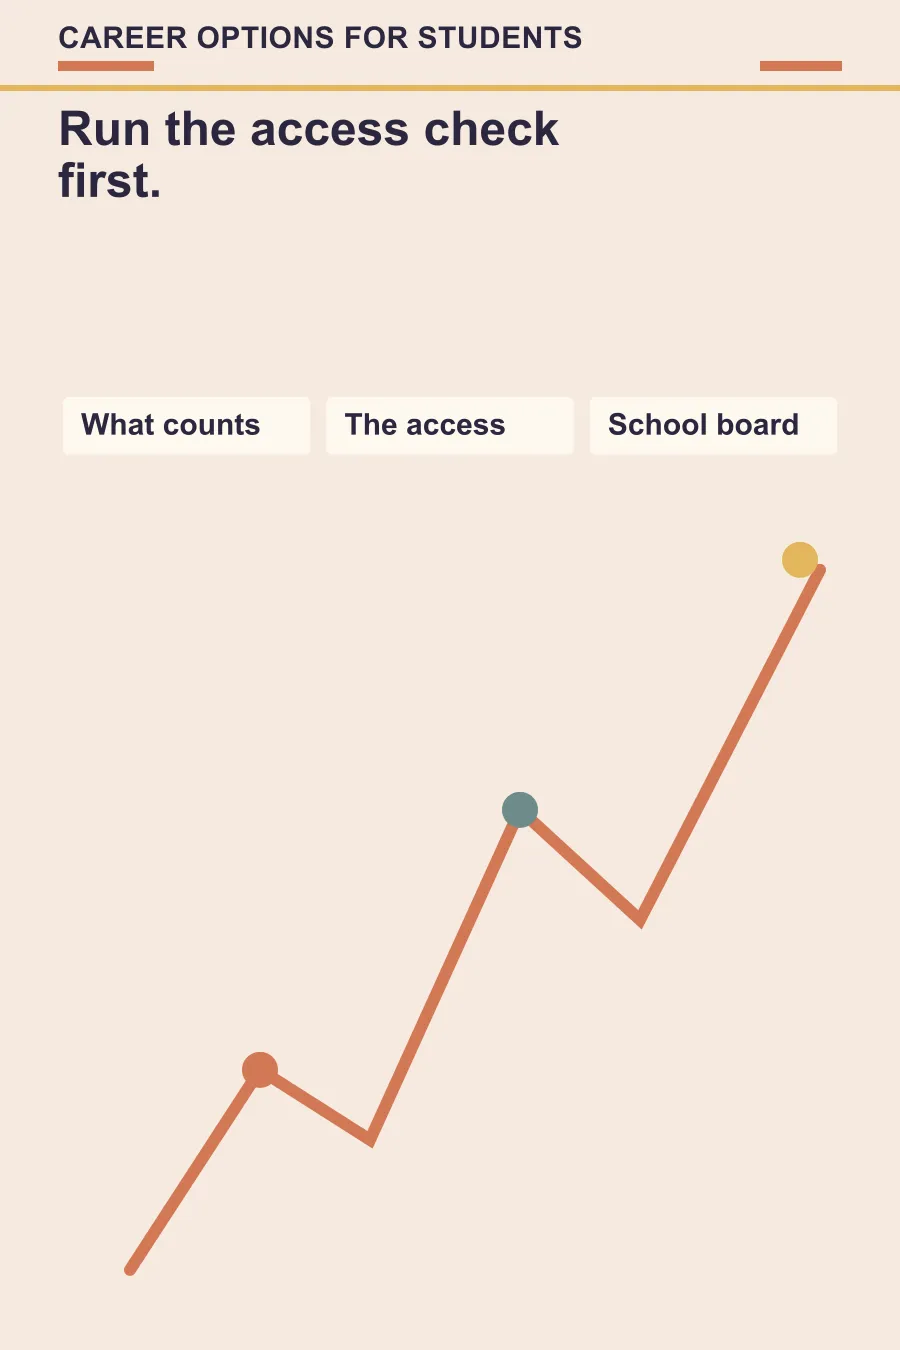 CAREER OPTIONS FOR STUDENTS
Run the access check
first.
What counts
The access
School board